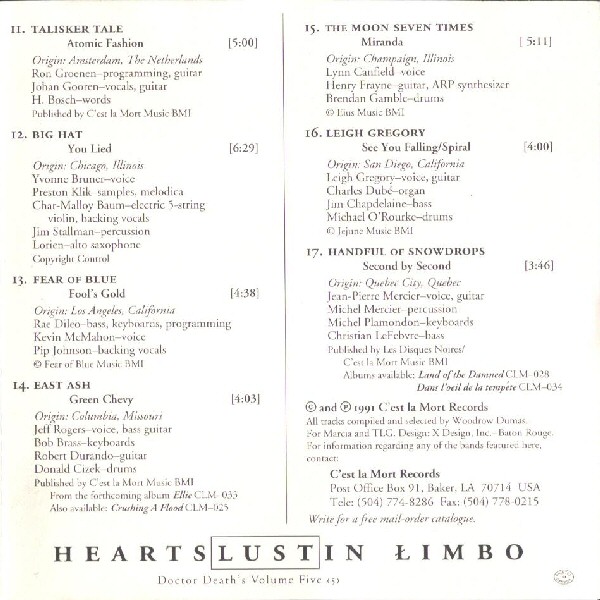 11. TALISKER TALE
Atomic Fashion [5:00]
Origin: Amsterdam, The Netherlands
Ron Groenen–programming, guitar
Johan Gooren–vocals, guitar
H. Bosch–words
Published by C'est la Mort Music BMI
12. BIG HAT
You Lied [6:29]
Origin: Chicago, Illinois
Yvonne Bruner–voice
Preston Klik–samples, melodica
Char-Malloy Baum–electric 5-string
violin, backing vocals
Jim Stallman–percussion
Lorien–alto saxophone
Copyright Control
13. FEAR OF BLUE
Fool's Gold [4:38]
Origin: Los Angeles, California
Rae Dileo–bass, keyboards, programming
Kevin McMahon–voice
Pip Johnson–backing vocals
© Fear of Blue Music BMI
14. EAST ASH
Green Chevy [4:03]
Origin: Columbia, Missouri
Jeff Rogers–voice, bass guitar
Bob Brass–keyboards
Robert Durando–guitar
Donald Cizek–drums
Published by C'est la Mort Music BMI
From the forthcoming album Ellie CLM–033
Also available: Crushing A Flood CLM–025
15. THE MOON SEVEN TIMES
Miranda [ 5:11]
Origin: Champaign, Illinois
Lynn Canfield–voice
Henry Frayne–guitar, ARP synthesizer
Brendan Gamble–drums
© Elius Music BMI
16. LEIGH GREGORY
See You Falling/Spiral [4:00]
Origin: San Diego, California
Leigh Gregory–voice, guitar
Charles Dubé–organ
Jim Chapdelaine–bass
Michael O'Rourke–drums
© Jejune Music BMI
17. HANDFUL OF SNOWDROPS
Second by Second [3:46]
Origin: Quebec City, Quebec
Jean-Pierre Mercier–voice, guitar
Michel Mercier–percussion
Michel Plamondon–keyboards
Christian LeFebvre–bass
Published by Les Disques Noires/
C'est la Mort Music BMI
Albums available: Land of the Damned CLM–028
Dans l'oeil de la tempête CLM–034
© and ℗ 1991 C'est la Mort Records
All tracks compiled and selected by Woodrow Dumas.
For Marcia and TLG. Design: X Design, Inc.–Baton Rouge.
For information regarding any of the bands featured here,
contact:
C'est la Mort Records
Post Office Box 91, Baker, LA 70714 USA
Tele: (504) 774-8286 Fax: (504) 778-0215
Write for a free mail-order catalogue.
HEARTS LUST IN ŁIMBO
Doctor Death's Volume Five